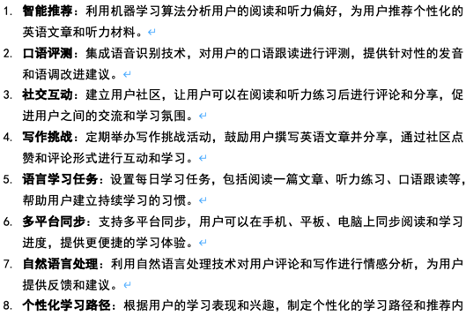 1. 智能推荐：利用机器学习算法分析用户的阅读和听力偏好，为用户推荐个性化的
英语文章和听力材料。
2. 口语评测：集成语音识别技术，对用户的口语跟读进行评测，提供针对性的发音
和语调改进建议。
3. 社交互动：建立用户社区，让用户可以在阅读和听力练习后进行评论和分享，促
进用户之间的交流和学习氛围。
4. 写作挑战：定期举办写作挑战活动，鼓励用户撰写英语文章并分享，通过社区点
赞和评论形式进行互动和学习。
5. 语言学习任务：设置每日学习任务，包括阅读一篇文章、听力练习、口语跟读等，
帮助用户建立持续学习的习惯。
6. 多平台同步：支持多平台同步，用户可以在手机、平板、电脑上同步阅读和学习
进度，提供更便捷的学习体验。
7. 自然语言处理：利用自然语言处理技术对用户评论和写作进行情感分析，为用户
提供反馈和建议。
8. 个性化学习路径：根据用户的学习表现和兴趣，制定个性化的学习路径和推荐内